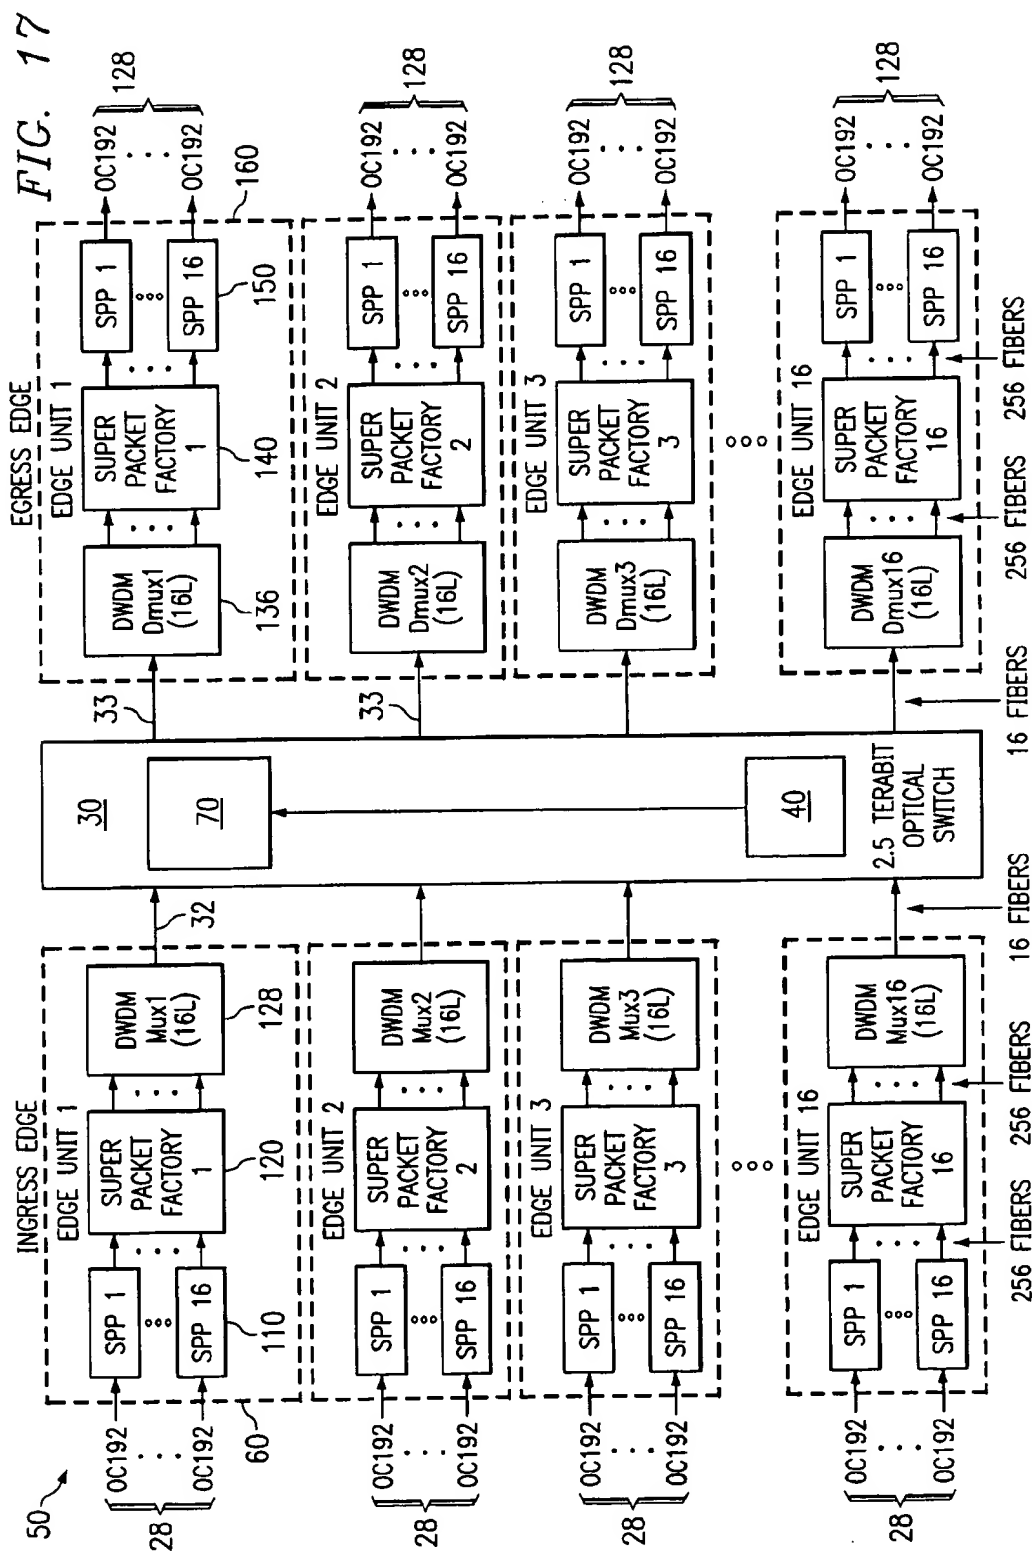 FIG. 17
50
INGRESS EDGE
EGRESS EDGE
28
OC192
OC192
60
EDGE UNIT 1
SPP 1
SPP 16
110
SUPER
PACKET
FACTORY
1
120
DWDM
Mux1
(16L)
128
32
30
70
40
2.5 TERABIT
OPTICAL
SWITCH
33
EDGE UNIT 1
DWDM
Dmux1
(16L)
136
SUPER
PACKET
FACTORY
1
140
SPP 1
SPP 16
150
160
OC192
OC192
128
28
OC192
OC192
EDGE UNIT 2
SPP 1
SPP 16
SUPER
PACKET
FACTORY
2
DWDM
Mux2
(16L)
33
EDGE UNIT 2
DWDM
Dmux2
(16L)
SUPER
PACKET
FACTORY
2
SPP 1
SPP 16
OC192
OC192
128
28
OC192
OC192
EDGE UNIT 3
SPP 1
SPP 16
SUPER
PACKET
FACTORY
3
DWDM
Mux3
(16L)
EDGE UNIT 3
DWDM
Dmux3
(16L)
SUPER
PACKET
FACTORY
3
SPP 1
SPP 16
OC192
OC192
128
28
OC192
OC192
EDGE UNIT 16
SPP 1
SPP 16
SUPER
PACKET
FACTORY
16
DWDM
Mux16
(16L)
EDGE UNIT 16
DWDM
Dmux16
(16L)
SUPER
PACKET
FACTORY
16
SPP 1
SPP 16
OC192
OC192
128
256 FIBERS
256 FIBERS
16 FIBERS
16 FIBERS
256 FIBERS
256 FIBERS